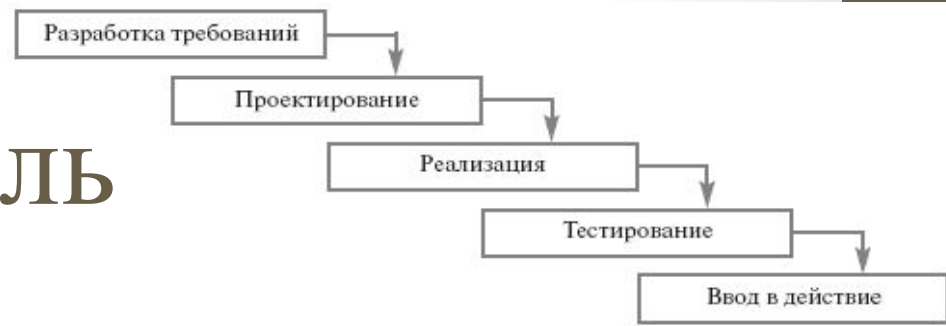 Разработка требований
Проектирование
Реализация
ЛЬ
Тестирование
Ввод в действие